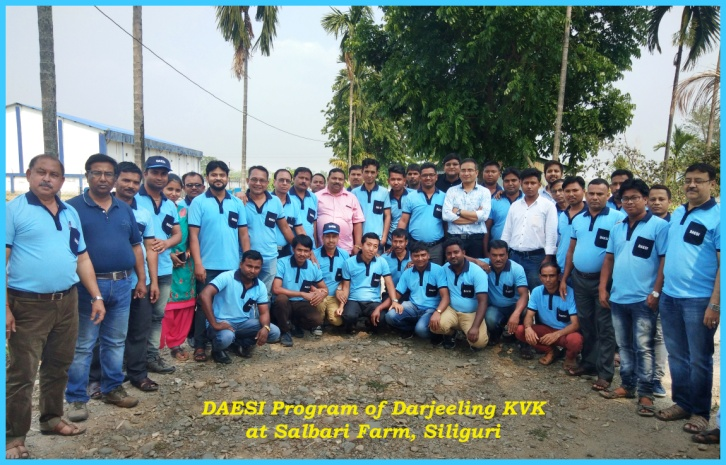 DAESI Program of Darjeeling KVK
at Salbari Farm, Siliguri